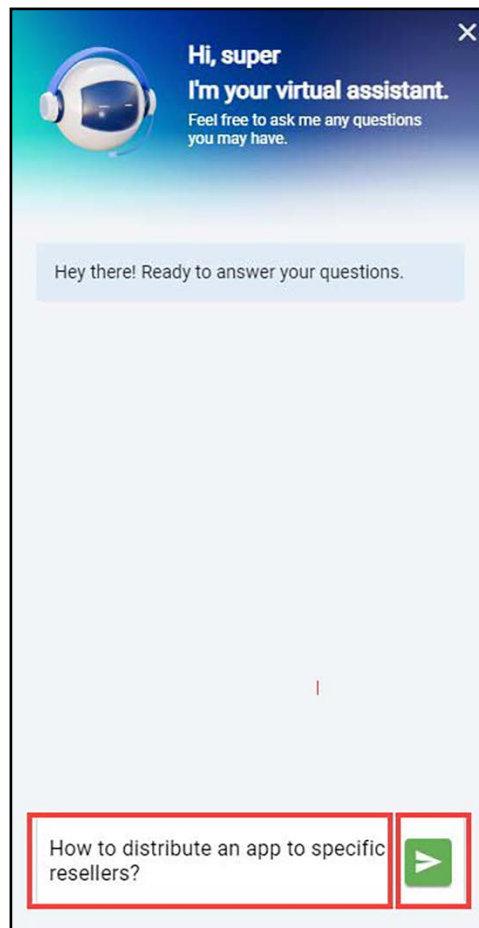 Hi, super
I'm your virtual assistant.
Feel free to ask me any questions
you may have.
Hey there! Ready to answer your questions.
How to distribute an app to specific
resellers?